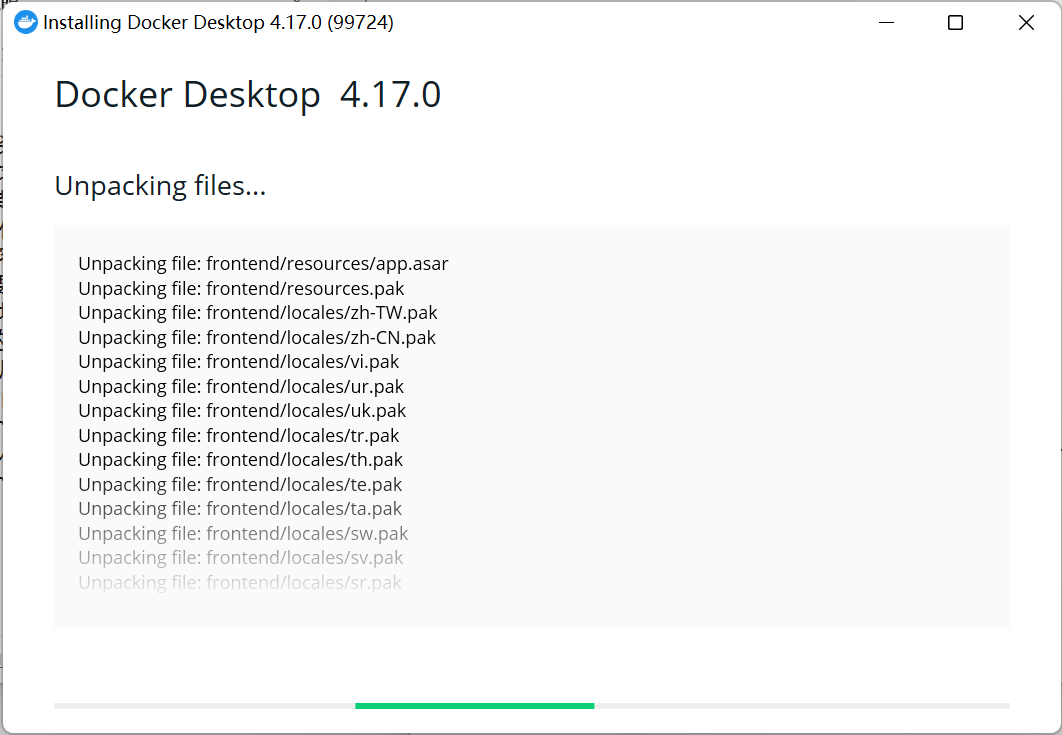 Installing Docker Desktop 4.17.0 (99724)
Docker Desktop 4.17.0
Unpacking files...
Unpacking file: frontend/resources/app.asar
Unpacking file: frontend/resources.pak
Unpacking file: frontend/locales/zh-TW.pak
Unpacking file: frontend/locales/zh-CN.pak
Unpacking file: frontend/locales/vi.pak
Unpacking file: frontend/locales/ur.pak
Unpacking file: frontend/locales/uk.pak
Unpacking file: frontend/locales/tr.pak
Unpacking file: frontend/locales/th.pak
Unpacking file: frontend/locales/te.pak
Unpacking file: frontend/locales/ta.pak
Unpacking file: frontend/locales/sw.pak
Unpacking file: frontend/locales/sv.pak
Unpacking file: frontend/locales/sr.pak